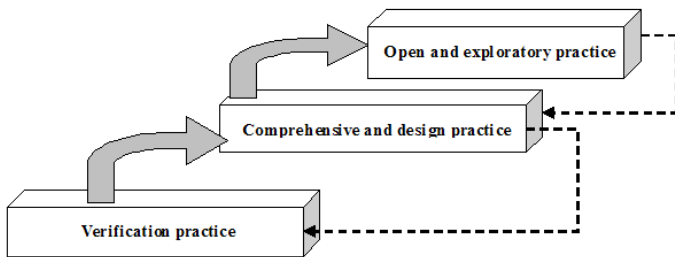 Open and exploratory practice
Comprehensive and design practice
Verification practice